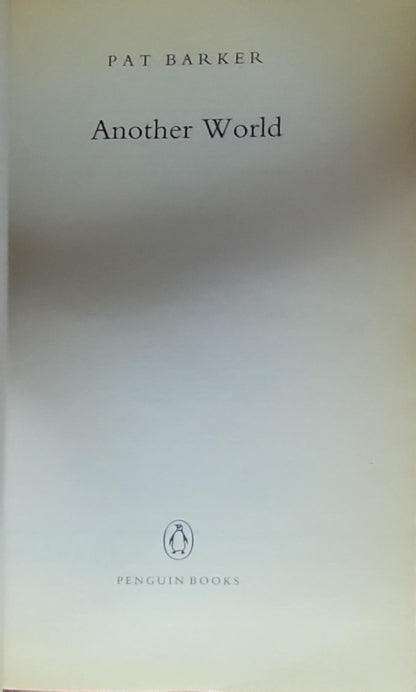 PAT BARKER
Another World
PENGUIN BOOKS